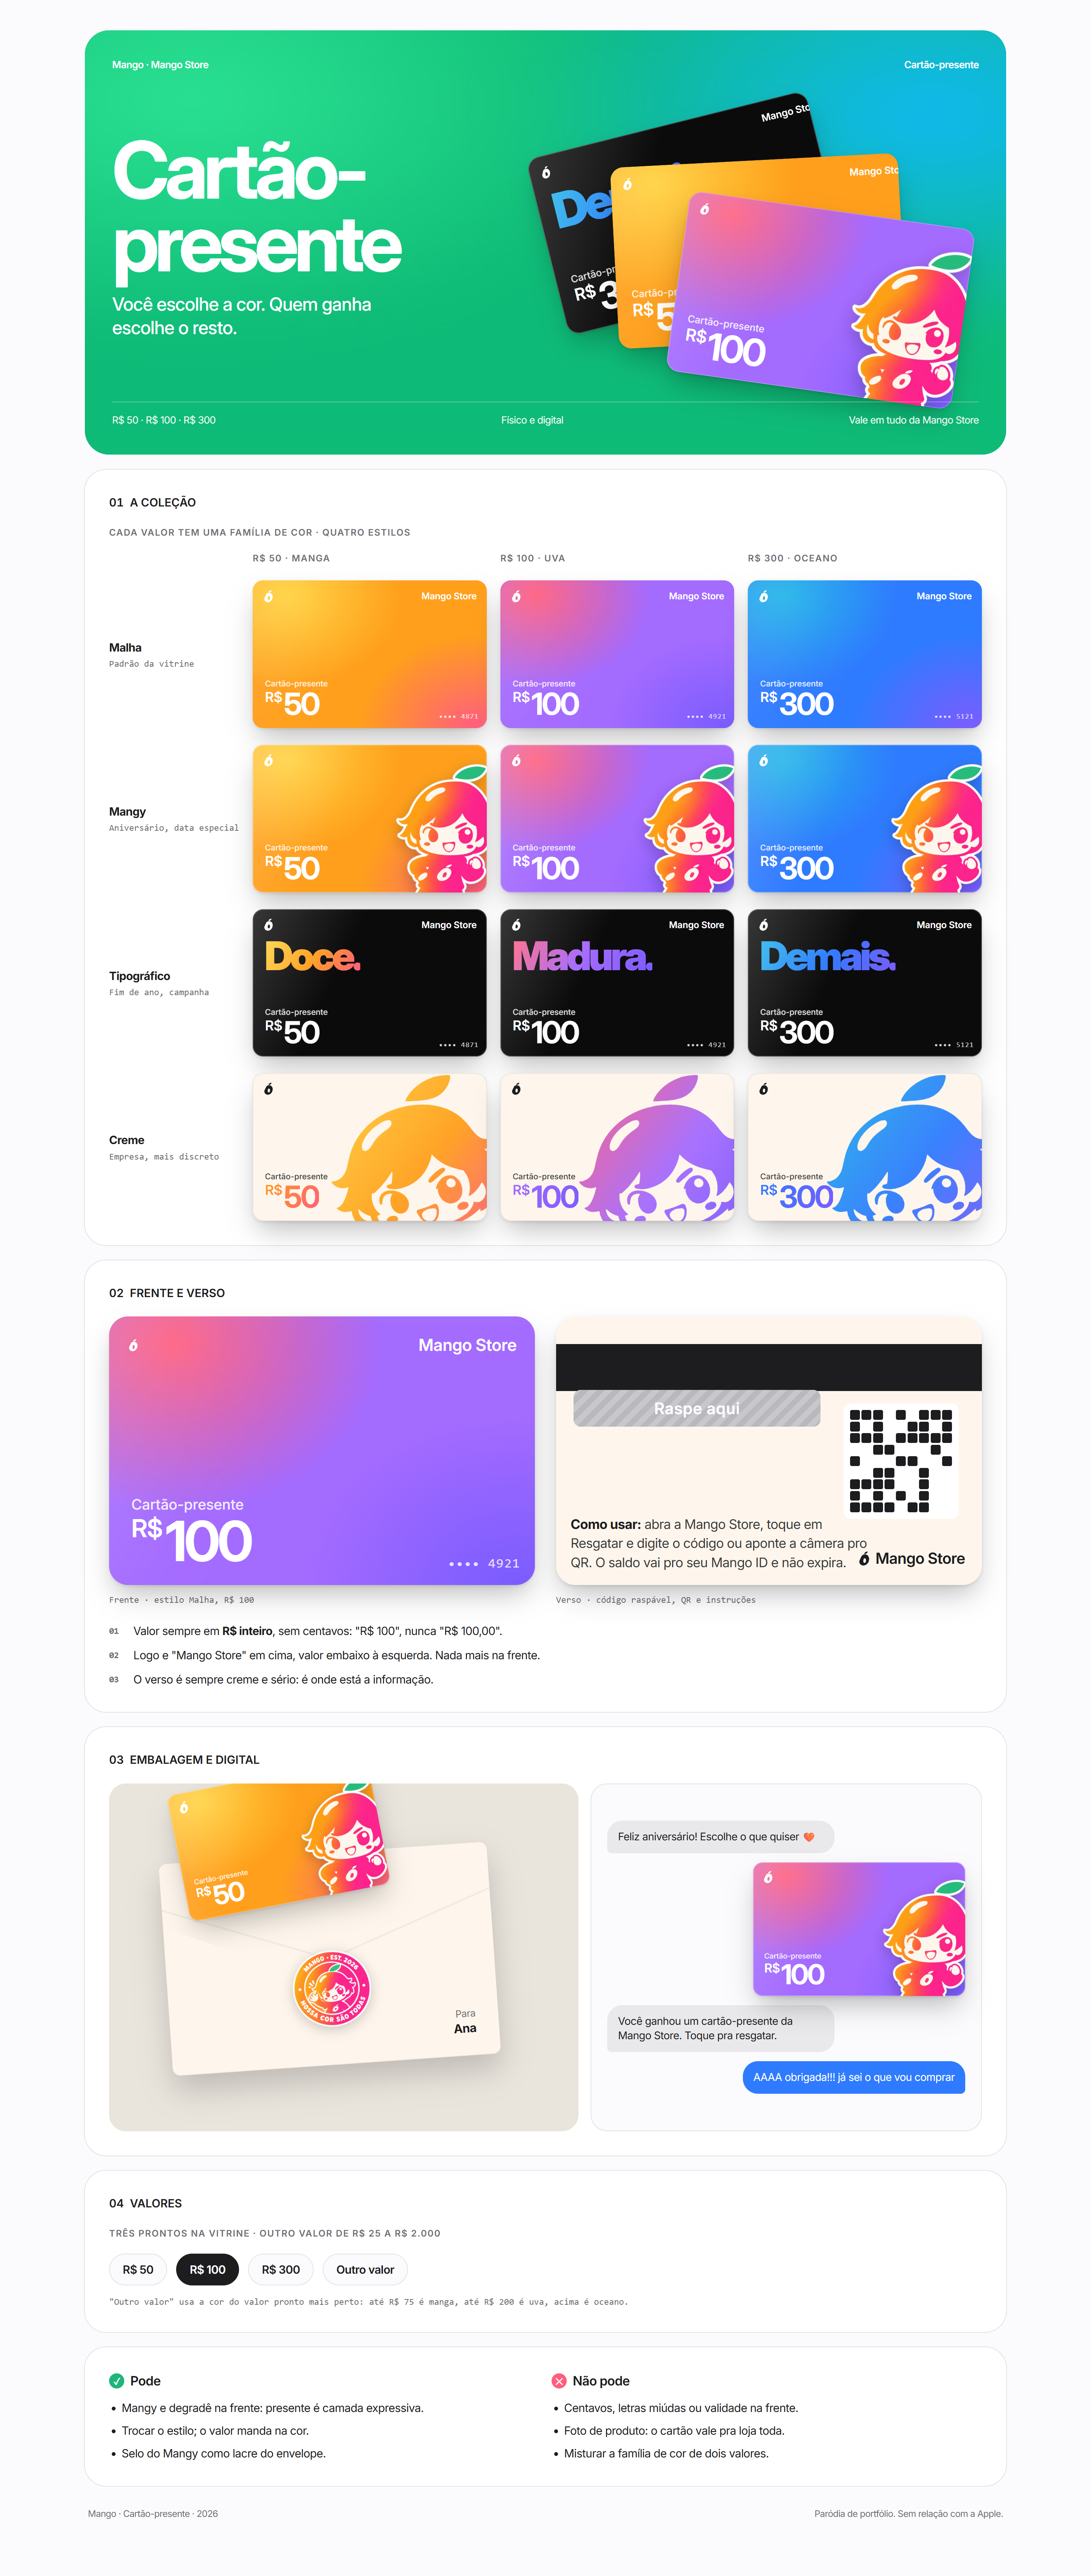 Mango · Mango Store
Cartão-presente
Cartão-
presente
Você escolhe a cor. Quem ganha
escolhe o resto.
Mango Sto
De
Cartão-pr
R$3
Mango Sto
Cartão-p
R$5
Cartão-presente
R$100
R$ 50 · R$ 100 · R$ 300
Físico e digital
Vale em tudo da Mango Store
01 A COLEÇÃO
CADA VALOR TEM UMA FAMÍLIA DE COR · QUATRO ESTILOS
R$ 50 · MANGA
R$ 100 · UVA
R$ 300 · OCEANO
Malha
Padrão da vitrine
Mango Store
Cartão-presente
R$50
•••• 4871
Mango Store
Cartão-presente
R$100
•••• 4921
Mango Store
Cartão-presente
R$300
•••• 5121
Mangy
Aniversário, data especial
Cartão-presente
R$50
Cartão-presente
R$100
Cartão-presente
R$300
Tipográfico
Fim de ano, campanha
Mango Store
Doce.
Cartão-presente
R$50
•••• 4871
Mango Store
Madura.
Cartão-presente
R$100
•••• 4921
Mango Store
Demais.
Cartão-presente
R$300
•••• 5121
Creme
Empresa, mais discreto
Cartão-presente
R$50
Cartão-presente
R$100
Cartão-presente
R$300
02 FRENTE E VERSO
Mango Store
Cartão-presente
R$100
•••• 4921
Raspe aqui
Como usar: abra a Mango Store, toque em
Resgatar e digite o código ou aponte a câmera pro
QR. O saldo vai pro seu Mango ID e não expira.
Mango Store
Frente · estilo Malha, R$ 100
Verso · código raspável, QR e instruções
01 Valor sempre em R$ inteiro, sem centavos: "R$ 100", nunca "R$ 100,00".
02 Logo e "Mango Store" em cima, valor embaixo à esquerda. Nada mais na frente.
03 O verso é sempre creme e sério: é onde está a informação.
03 EMBALAGEM E DIGITAL
Cartão-presente
R$50
MANGO · EST. 2026
NOSSA COR SÃO TODAS
Para
Ana
Feliz aniversário! Escolhe o que quiser
Cartão-presente
R$100
Você ganhou um cartão-presente da
Mango Store. Toque pra resgatar.
AAAA obrigada!!! já sei o que vou comprar
04 VALORES
TRÊS PRONTOS NA VITRINE · OUTRO VALOR DE R$ 25 A R$ 2.000
R$ 50
R$ 100
R$ 300
Outro valor
"Outro valor" usa a cor do valor pronto mais perto: até R$ 75 é manga, até R$ 200 é uva, acima é oceano.
Pode
• Mangy e degradê na frente: presente é camada expressiva.
• Trocar o estilo; o valor manda na cor.
• Selo do Mangy como lacre do envelope.
Não pode
• Centavos, letras miúdas ou validade na frente.
• Foto de produto: o cartão vale pra loja toda.
• Misturar a família de cor de dois valores.
Mango · Cartão-presente · 2026
Paródia de portfólio. Sem relação com a Apple.